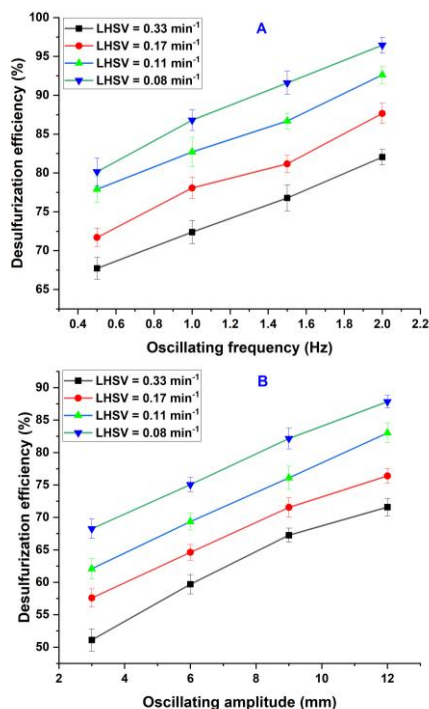 A
LHSV = 0.33 min⁻¹
LHSV = 0.17 min⁻¹
LHSV = 0.11 min⁻¹
LHSV = 0.08 min⁻¹
100
95
90
85
80
75
70
65
Desulfurization efficiency (%)
0.4 0.6 0.8 1.0 1.2 1.4 1.6 1.8 2.0 2.2
Oscillating frequency (Hz)
B
LHSV = 0.33 min⁻¹
LHSV = 0.17 min⁻¹
LHSV = 0.11 min⁻¹
LHSV = 0.08 min⁻¹
90
85
80
75
70
65
60
55
50
Desulfurization efficiency (%)
2 4 6 8 10 12
Oscillating amplitude (mm)